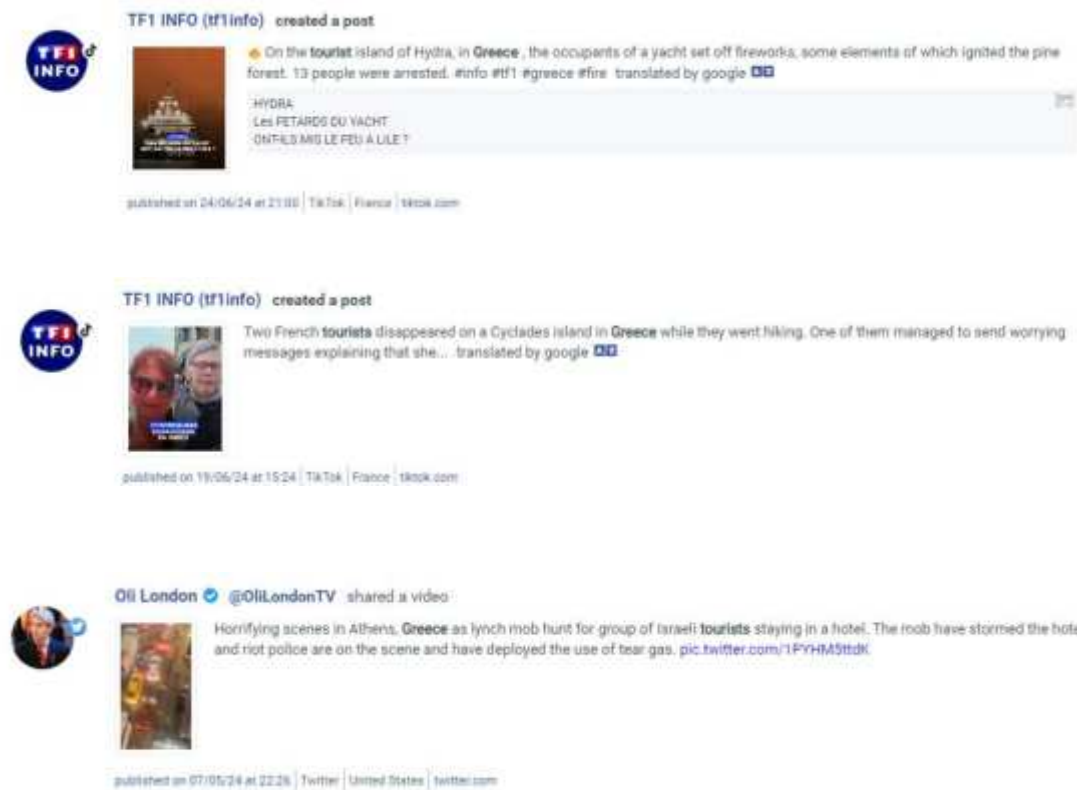 TF1 INFO (tf1info) created a post
TF1
INFO
🔥 On the tourist island of Hydra, in Greece , the occupants of a yacht set off fireworks, some elements of which ignited the pine
forest. 13 people were arrested. #info #tf1 #greece #fire translated by google
HYDRA
Les FETARDS DU YACHT
ONT-ILS MIS LE FEU A L'ILE ?
published on 24/06/24 at 21:00 | TikTok | France | tiktok.com
TF1 INFO (tf1info) created a post
TF1
INFO
Two French tourists disappeared on a Cyclades island in Greece while they went hiking. One of them managed to send worrying
messages explaining that she... translated by google
published on 19/06/24 at 15:24 | TikTok | France | tiktok.com
Oli London @OliLondonTV shared a video
Horrifying scenes in Athens, Greece as lynch mob hunt for group of Israeli tourists staying in a hotel. The mob have stormed the hote
and riot police are on the scene and have deployed the use of tear gas.
published on 07/05/24 at 22:26 | Twitter | United States | twitter.com